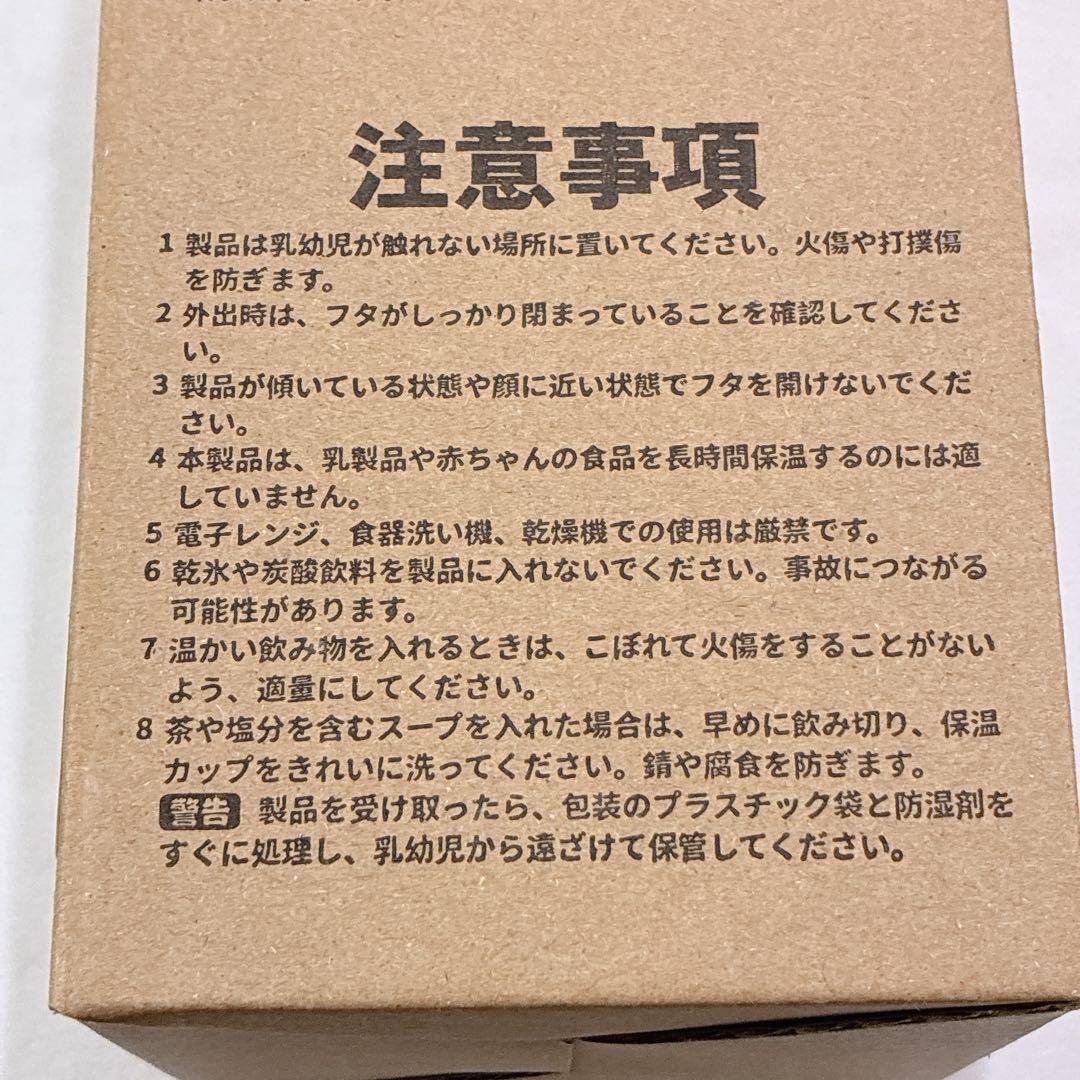 注意事項
1 製品は乳幼児が触れない場所に置いてください。火傷や打撲傷
を防ぎます。
2 外出時は、フタがしっかり閉まっていることを確認してくださ
い。
3 製品が傾いている状態や顔に近い状態でフタを開けないでくだ
さい。
4 本製品は、乳製品や赤ちゃんの食品を長時間保温するのには適
していません。
5 電子レンジ、食器洗い機、乾燥機での使用は厳禁です。
6 乾氷や炭酸飲料を製品に入れないでください。事故につながる
可能性があります。
7 温かい飲み物を入れるときは、こぼれて火傷をすることがない
よう、適量にしてください。
8 茶や塩分を含むスープを入れた場合は、早めに飲み切り、保温
カップをきれいに洗ってください。錆や腐食を防ぎます。
警告 製品を受け取ったら、包装のプラスチック袋と防湿剤を
すぐに処理し、乳幼児から遠ざけて保管してください。